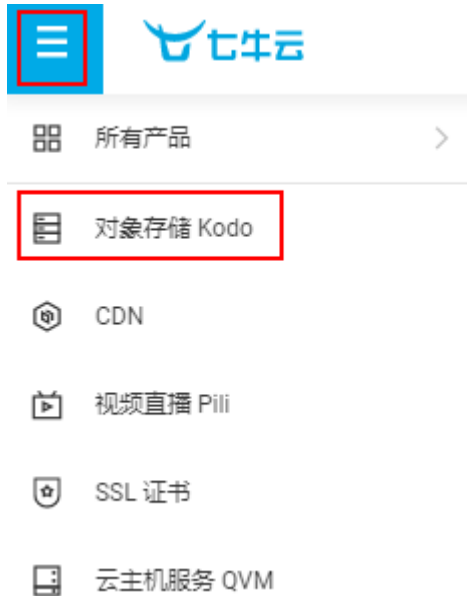 七牛云
所有产品
对象存储 Kodo
CDN
视频直播 Pili
SSL 证书
云主机服务 QVM